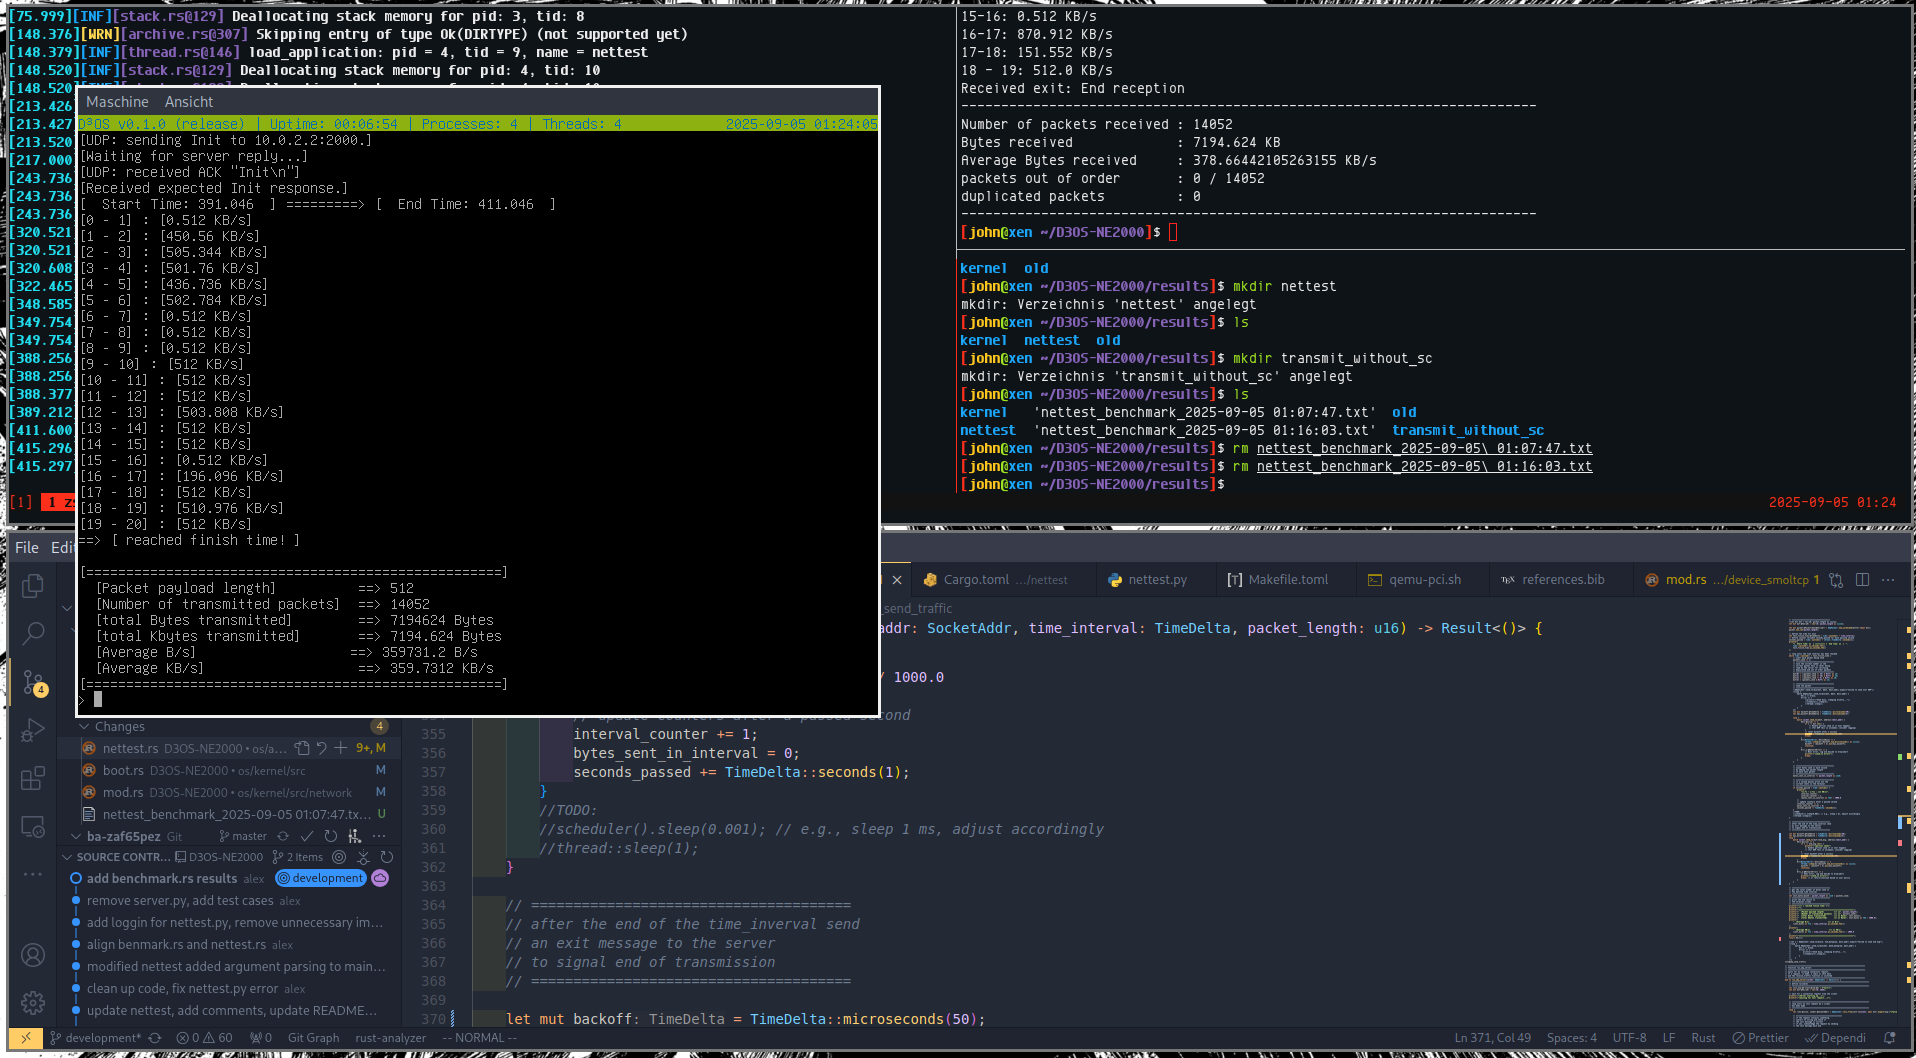 [75.999][INF][stack.rs@129] Deallocating stack memory for pid: 3, tid: 8
[148.376][WRN][archive.rs@307] Skipping entry of type Ok(DIRTYPE) (not supported yet)
[148.379][INF][thread.rs@146] load_application: pid = 4, tid = 9, name = nettest
[148.520][INF][stack.rs@129] Deallocating stack memory for pid: 4, tid: 10
[148.520]
[213.426]
[213.427]
[213.520]
[217.000]
[243.736]
[243.736]
[243.736]
[320.521]
[320.521]
[320.608]
[322.465]
[348.585]
[349.754]
[349.754]
[388.256]
[388.256]
[388.377]
[389.212]
[411.600]
[415.296]
[415.297]
[1] 1 zs
Maschine Ansicht
D³OS v0.1.0 (release) | Uptime: 00:06:54 | Processes: 4 | Threads: 4 2025-09-05 01:24:05
[UDP: sending Init to 10.0.2.2:2000.]
[Waiting for server reply...]
[UDP: received ACK "Init\n"]
[Received expected Init response.]
[ Start Time: 391.046 ] =========> [ End Time: 411.046 ]
[0 - 1] : [0.512 KB/s]
[1 - 2] : [450.56 KB/s]
[2 - 3] : [505.344 KB/s]
[3 - 4] : [501.76 KB/s]
[4 - 5] : [436.736 KB/s]
[5 - 6] : [502.784 KB/s]
[6 - 7] : [0.512 KB/s]
[7 - 8] : [0.512 KB/s]
[8 - 9] : [0.512 KB/s]
[9 - 10] : [512 KB/s]
[10 - 11] : [512 KB/s]
[11 - 12] : [512 KB/s]
[12 - 13] : [503.808 KB/s]
[13 - 14] : [512 KB/s]
[14 - 15] : [512 KB/s]
[15 - 16] : [0.512 KB/s]
[16 - 17] : [196.096 KB/s]
[17 - 18] : [512 KB/s]
[18 - 19] : [510.976 KB/s]
[19 - 20] : [512 KB/s]
==> [ reached finish time! ]
[====================================================]
[Packet payload length] ==> 512
[Number of transmitted packets] ==> 14052
[total Bytes transmitted] ==> 7194624 Bytes
[total Kbytes transmitted] ==> 7194.624 Bytes
[Average B/s] ==> 359731.2 B/s
[Average KB/s] ==> 359.7312 KB/s
[====================================================]
>
15-16: 0.512 KB/s
16-17: 870.912 KB/s
17-18: 151.552 KB/s
18 - 19: 512.0 KB/s
Received exit: End reception
------------------------------------------------------------------------
Number of packets received : 14052
Bytes received : 7194.624 KB
Average Bytes received : 378.66442105263155 KB/s
packets out of order : 0 / 14052
duplicated packets : 0
------------------------------------------------------------------------
[john@xen ~/D3OS-NE2000]$
kernel old
[john@xen ~/D3OS-NE2000/results]$ mkdir nettest
mkdir: Verzeichnis 'nettest' angelegt
[john@xen ~/D3OS-NE2000/results]$ ls
kernel nettest old
[john@xen ~/D3OS-NE2000/results]$ mkdir transmit_without_sc
mkdir: Verzeichnis 'transmit_without_sc' angelegt
[john@xen ~/D3OS-NE2000/results]$ ls
kernel 'nettest_benchmark_2025-09-05 01:07:47.txt' old
nettest 'nettest_benchmark_2025-09-05 01:16:03.txt' transmit_without_sc
[john@xen ~/D3OS-NE2000/results]$ rm nettest_benchmark_2025-09-05\ 01:07:47.txt
[john@xen ~/D3OS-NE2000/results]$ rm nettest_benchmark_2025-09-05\ 01:16:03.txt
[john@xen ~/D3OS-NE2000/results]$
2025-09-05 01:24
File Edi
Cargo.toml .../nettest nettest.py Makefile.toml qemu-pci.sh references.bib mod.rs .../device_smoltcp 1
_send_traffic
addr: SocketAddr, time_interval: TimeDelta, packet_length: u16) -> Result<()> {
/ 1000.0
// update counters after a passed second
355 interval_counter += 1;
356 bytes_sent_in_interval = 0;
357 seconds_passed += TimeDelta::seconds(1);
358 }
359 //TODO:
360 //scheduler().sleep(0.001); // e.g., sleep 1 ms, adjust accordingly
361 //thread::sleep(1);
362 }
363
364 // ======================================
365 // after the end of the time_inverval send
366 // an exit message to the server
367 // to signal end of transmission
368 // ======================================
369
370 let mut backoff: TimeDelta = TimeDelta::microseconds(50);
4
Changes 4
nettest.rs D3OS-NE2000 • os/a... 9+, M
boot.rs D3OS-NE2000 • os/kernel/src M
mod.rs D3OS-NE2000 • os/kernel/src/network M
nettest_benchmark_2025-09-05 01:07:47.tx... U
ba-zaf65pez Git master
SOURCE CONTR... D3OS-NE2000 2 Items
add benchmark.rs results alex development
remove server.py, add test cases alex
add loggin for nettest.py, remove unnecessary im...
align benmark.rs and nettest.rs alex
modified nettest added argument parsing to main...
clean up code, fix nettest.py error alex
update nettest, add comments, update README...
development* 0 60 0 Git Graph rust-analyzer -- NORMAL -- Ln 371, Col 49 Spaces: 4 UTF-8 LF Rust Prettier Dependi